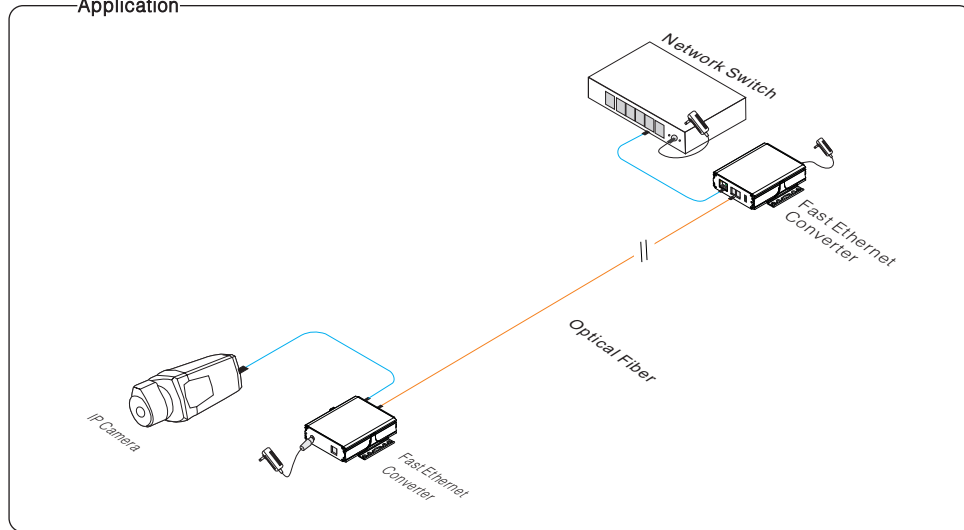 Application
Network Switch
Fast Ethernet
Converter
Optical Fiber
IP Camera
Fast Ethernet
Converter